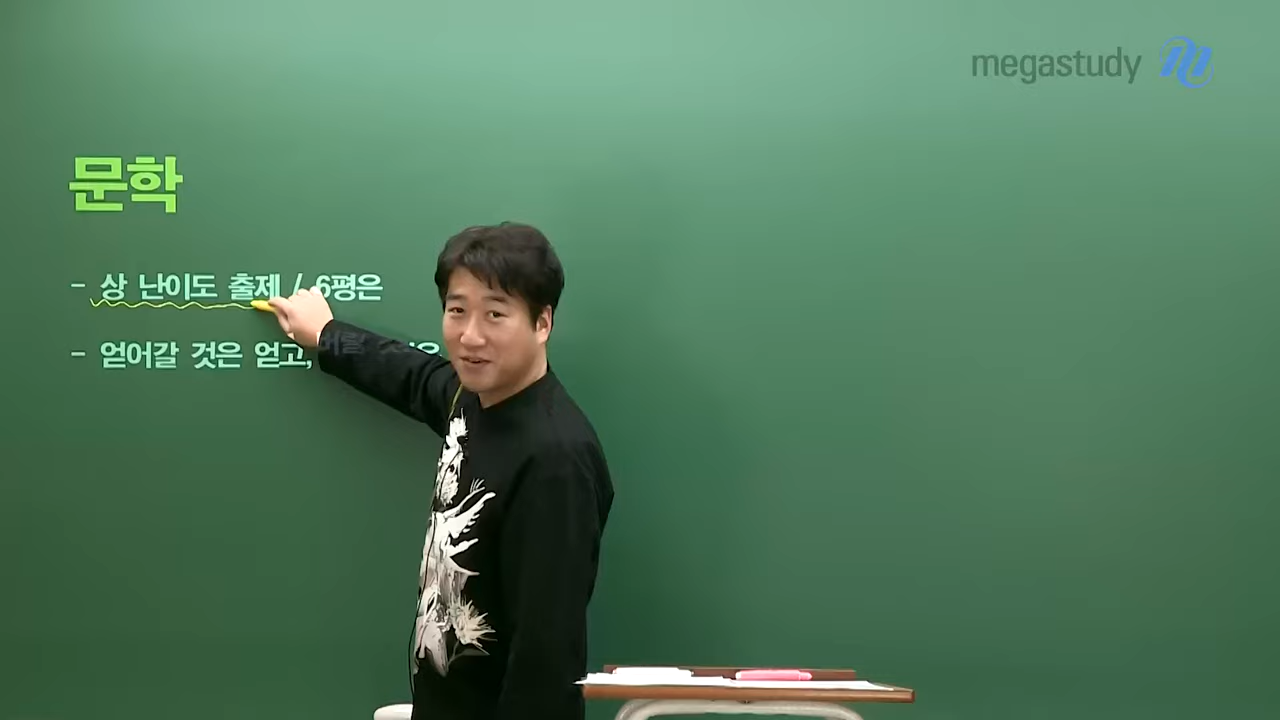 megastudy
문학
- 상 난이도 출제 / 6평은
- 얻어갈 것은 얻고,